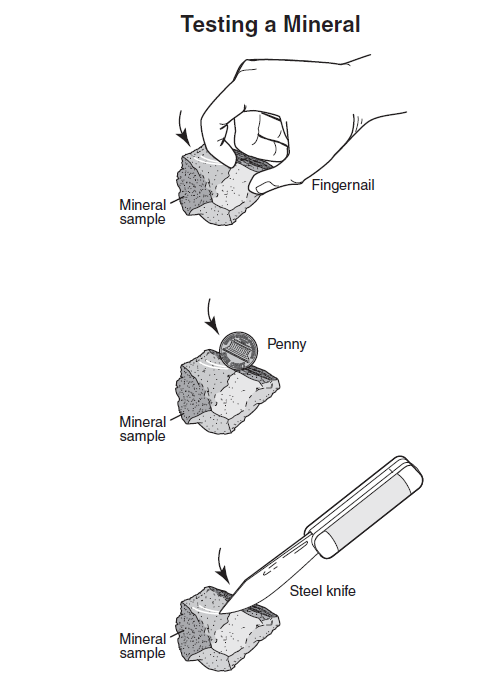 Testing a Mineral
Fingernail
Mineral
sample
Penny
Mineral
sample
Steel knife
Mineral
sample